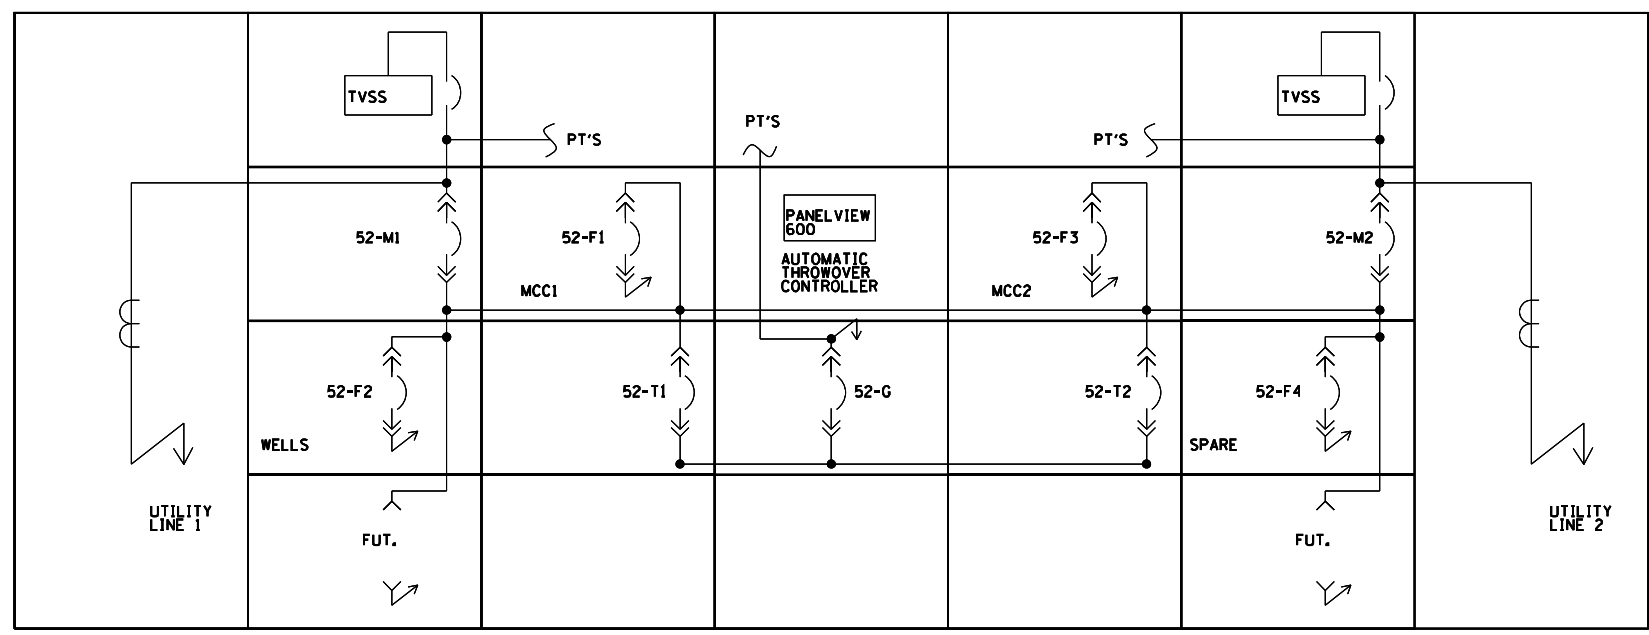 TVSS
TVSS
PT'S
PT'S
PT'S
52-M1
52-F1
PANELVIEW
600
52-F3
52-M2
AUTOMATIC
THROWOVER
CONTROLLER
MCC1
MCC2
52-F2
52-T1
52-G
52-T2
52-F4
WELLS
SPARE
UTILITY
LINE 1
UTILITY
LINE 2
FUT.
FUT.